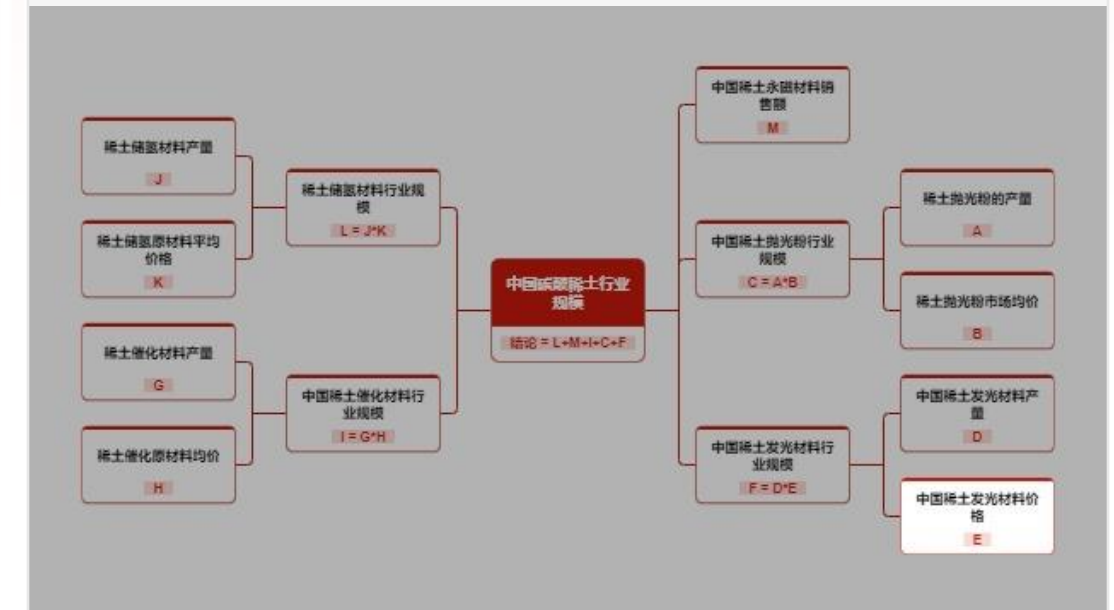 稀土储氢材料产量
J
稀土储氢原材料平均
价格
K
稀土储氢材料行业规
模
L = J*K
稀土催化材料产量
G
稀土催化原材料均价
H
中国稀土催化材料行
业规模
I = G*H
中国碳酸稀土行业
规模
结论 = L+M+I+C+F
中国稀土永磁材料销
售额
M
中国稀土抛光粉行业
规模
C = A*B
稀土抛光粉的产量
A
稀土抛光粉市场均价
B
中国稀土发光材料行
业规模
F = D*E
中国稀土发光材料产
量
D
中国稀土发光材料价
格
E